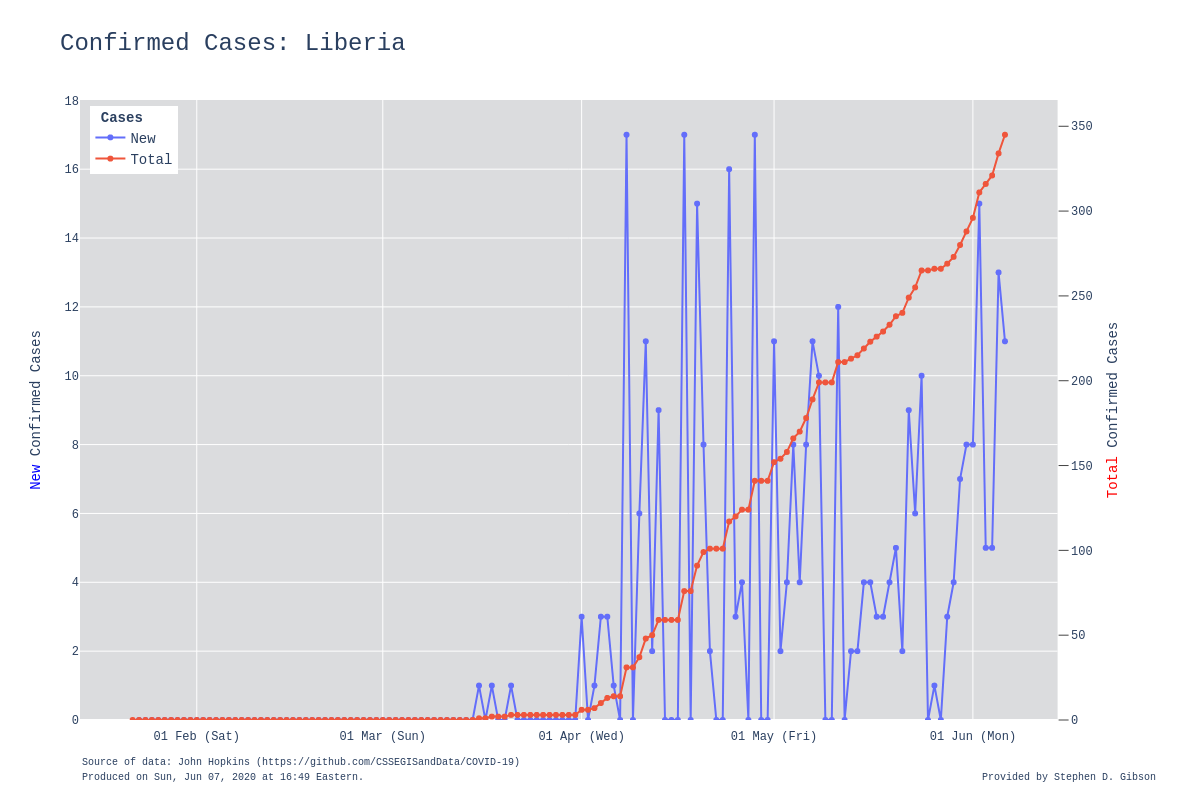 Confirmed Cases: Liberia
Cases
New
Total
18
16
14
12
10
8
6
4
2
0
New Confirmed Cases
350
300
250
200
150
100
50
0
Total Confirmed Cases
01 Feb (Sat)
01 Mar (Sun)
01 Apr (Wed)
01 May (Fri)
01 Jun (Mon)
Source of data: John Hopkins (https://github.com/CSSEGISandData/COVID-19)
Produced on Sun, Jun 07, 2020 at 16:49 Eastern.
Provided by Stephen D. Gibson